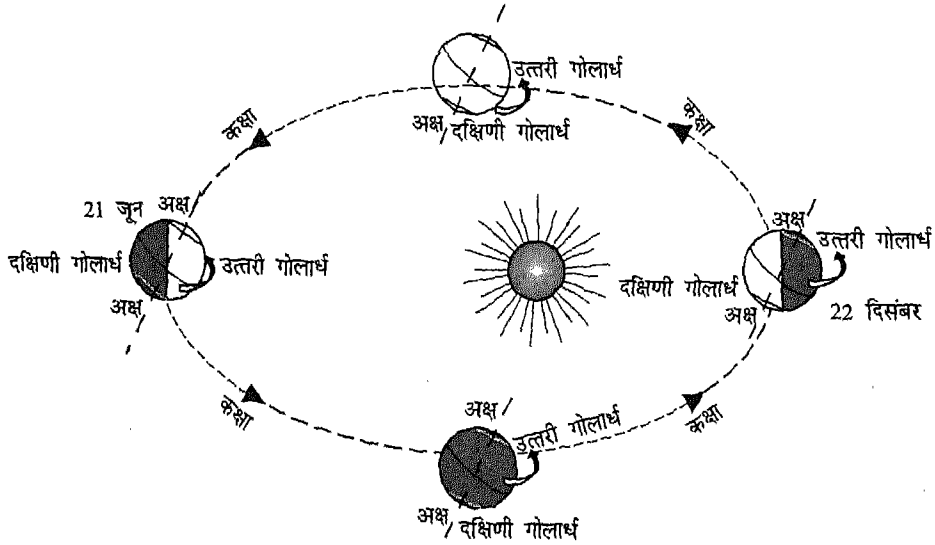 उत्तरी गोलार्ध
अक्ष
दक्षिणी गोलार्ध
कक्षा
कक्षा
21 जून
अक्ष
दक्षिणी गोलार्ध
उत्तरी गोलार्ध
अक्ष
अक्ष
उत्तरी गोलार्ध
दक्षिणी गोलार्ध
अक्ष
22 दिसंबर
कक्षा
कक्षा
अक्ष
उत्तरी गोलार्ध
अक्ष
दक्षिणी गोलार्ध